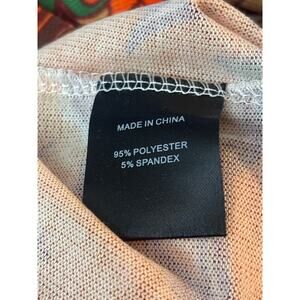 MADE IN CHINA
95% POLYESTER
5% SPANDEX